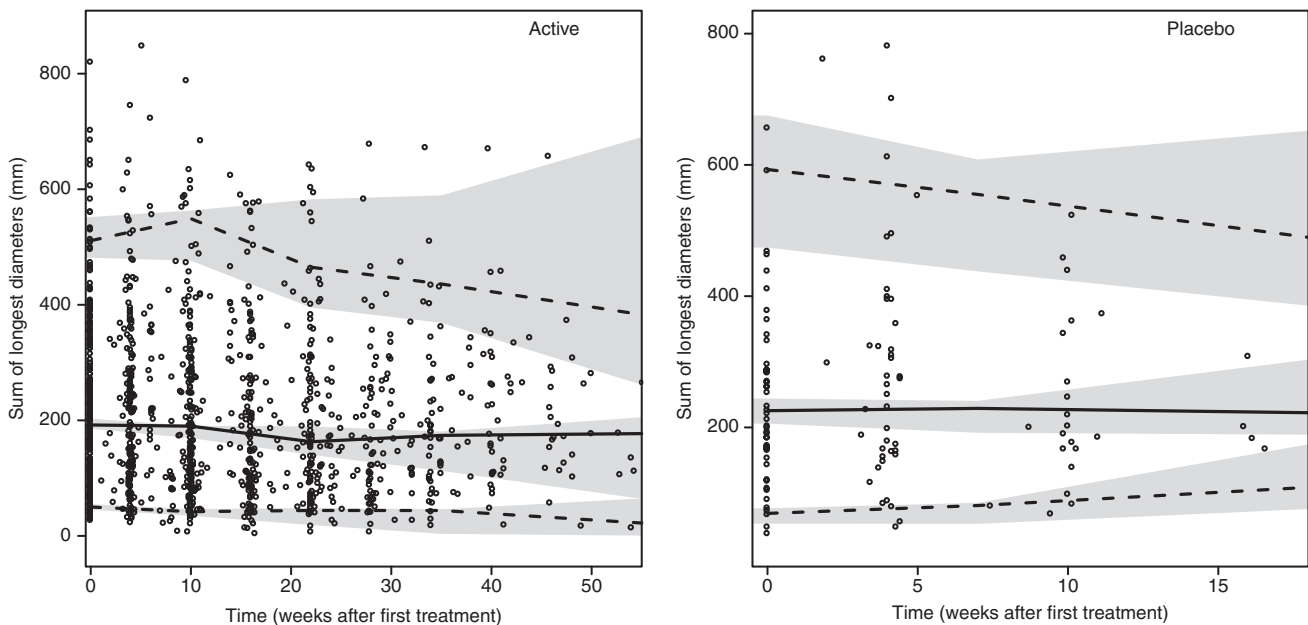 Active
Sum of longest diameters (mm)
800
600
400
200
0
0 10 20 30 40 50
Time (weeks after first treatment)
Placebo
Sum of longest diameters (mm)
800
600
400
200
0 5 10 15
Time (weeks after first treatment)